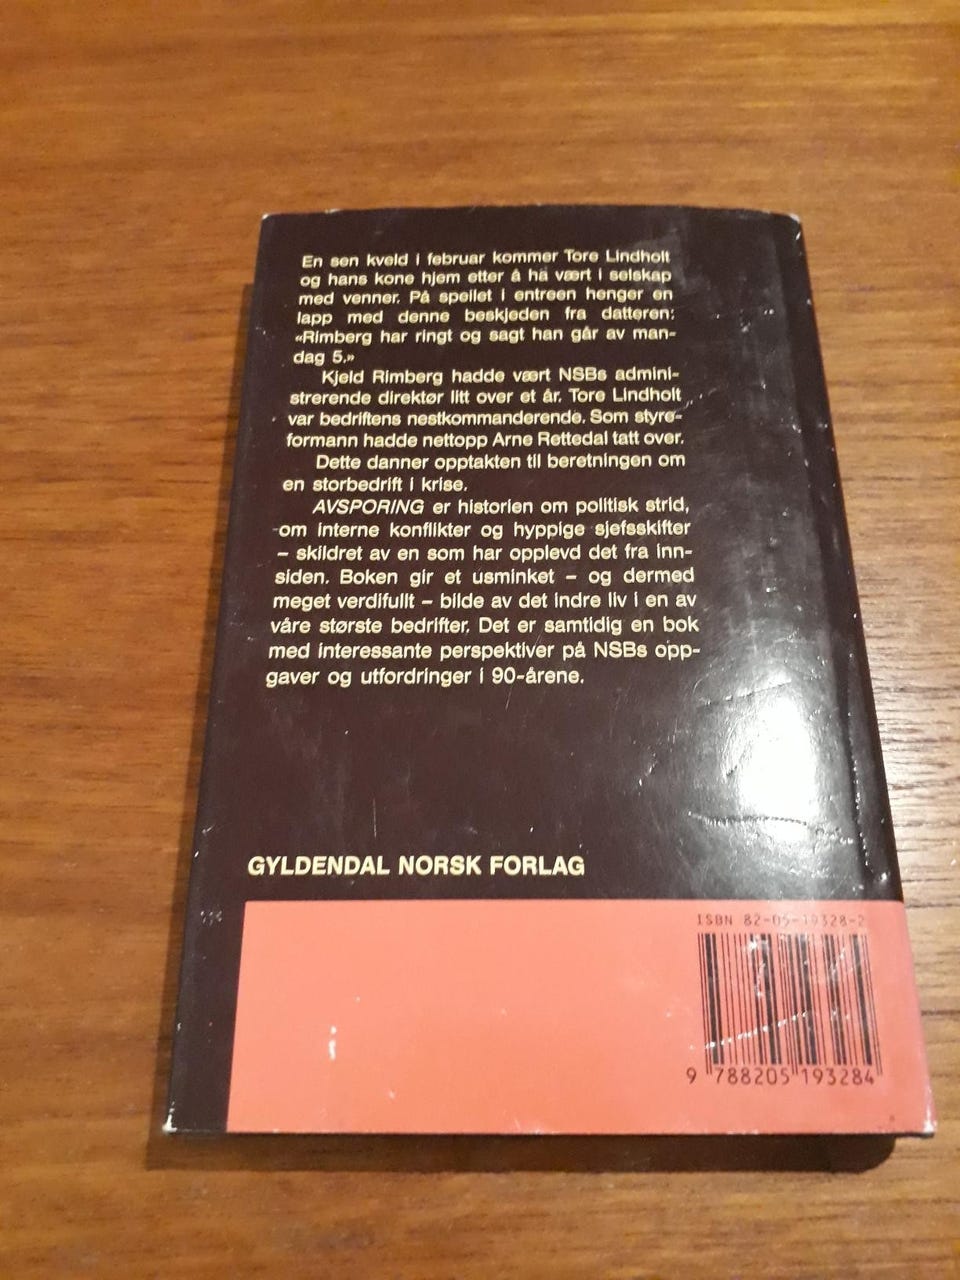 En sen kveld i februar kommer Tore Lindholt
og hans kone hjem etter å ha vært i selskap
med venner. På speilet i entreen henger en
lapp med denne beskjeden fra datteren:
«Rimberg har ringt og sagt han går av man-
dag 5.»
Kjeld Rimberg hadde vært NSBs admini-
strerende direktør litt over et år. Tore Lindholt
var bedriftens nestkommanderende. Som styre-
formann hadde nettopp Arne Rettedal tatt over.
Dette danner opptakten til beretningen om
en storbedrift i krise.
AVSPORING er historien om politisk strid,
om interne konflikter og hyppige sjefsskifter
– skildret av en som har opplevd det fra inn-
siden. Boken gir et usminket – og dermed
meget verdifullt – bilde av det indre liv i en av
våre største bedrifter. Det er samtidig en bok
med interessante perspektiver på NSBs opp-
gaver og utfordringer i 90-årene.
GYLDENDAL NORSK FORLAG
ISBN 82-05-19328-2
9 788205 193284